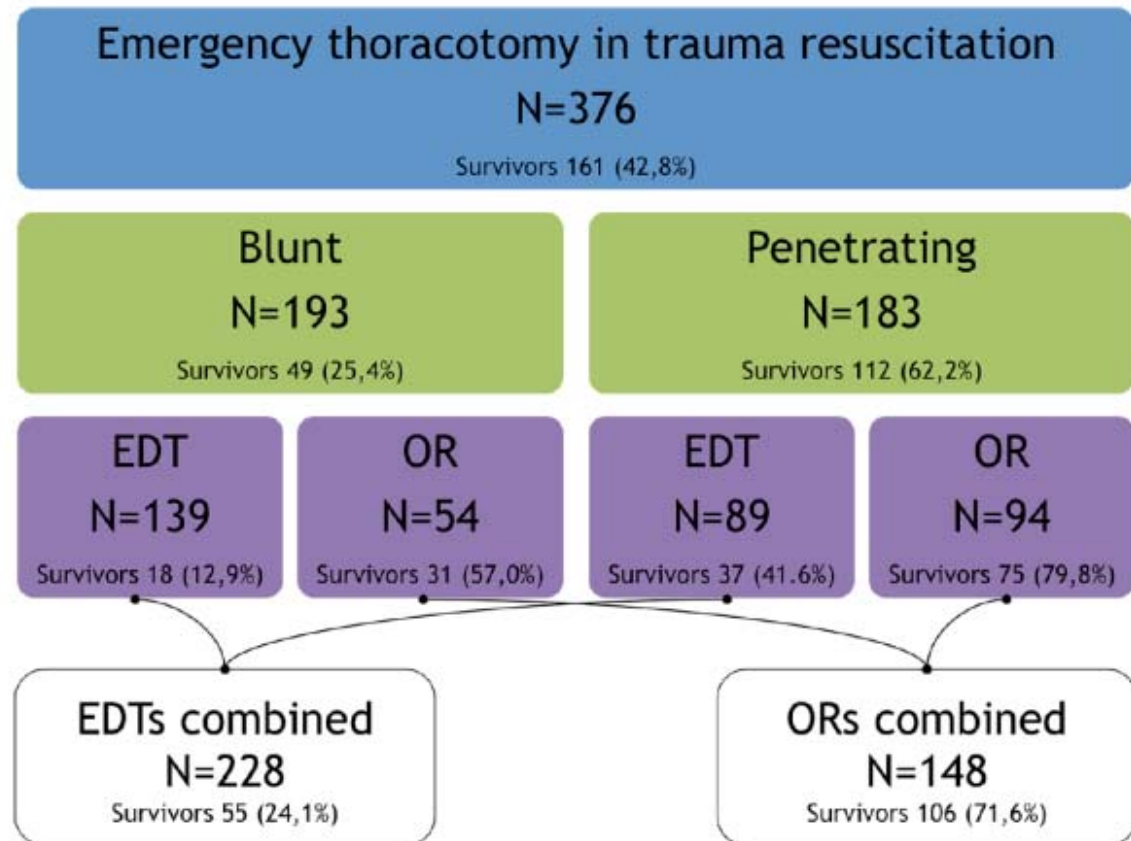 Emergency thoracotomy in trauma resuscitation
N=376
Survivors 161 (42,8%)
Blunt
N=193
Survivors 49 (25,4%)
Penetrating
N=183
Survivors 112 (62,2%)
EDT
N=139
Survivors 18 (12,9%)
OR
N=54
Survivors 31 (57,0%)
EDT
N=89
Survivors 37 (41.6%)
OR
N=94
Survivors 75 (79,8%)
EDTs combined
N=228
Survivors 55 (24,1%)
ORs combined
N=148
Survivors 106 (71,6%)